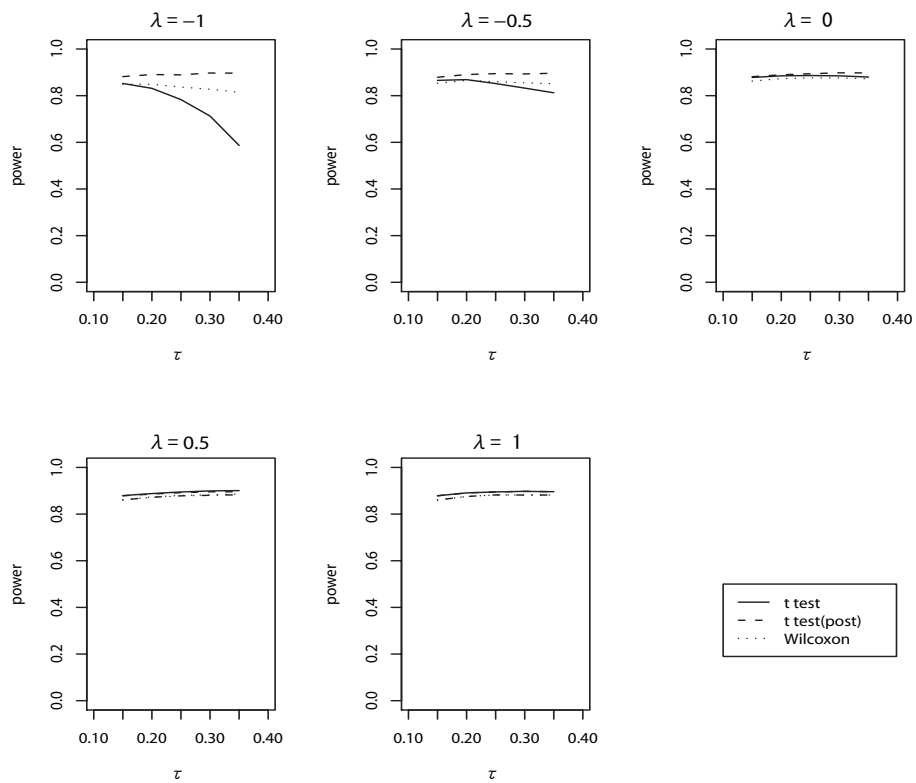 λ = −1
power
0.0 0.2 0.4 0.6 0.8 1.0
0.10 0.20 0.30 0.40
τ
λ = −0.5
power
0.0 0.2 0.4 0.6 0.8 1.0
0.10 0.20 0.30 0.40
τ
λ = 0
power
0.0 0.2 0.4 0.6 0.8 1.0
0.10 0.20 0.30 0.40
τ
λ = 0.5
power
0.0 0.2 0.4 0.6 0.8 1.0
0.10 0.20 0.30 0.40
τ
λ = 1
power
0.0 0.2 0.4 0.6 0.8 1.0
0.10 0.20 0.30 0.40
τ
t test
t test(post)
Wilcoxon